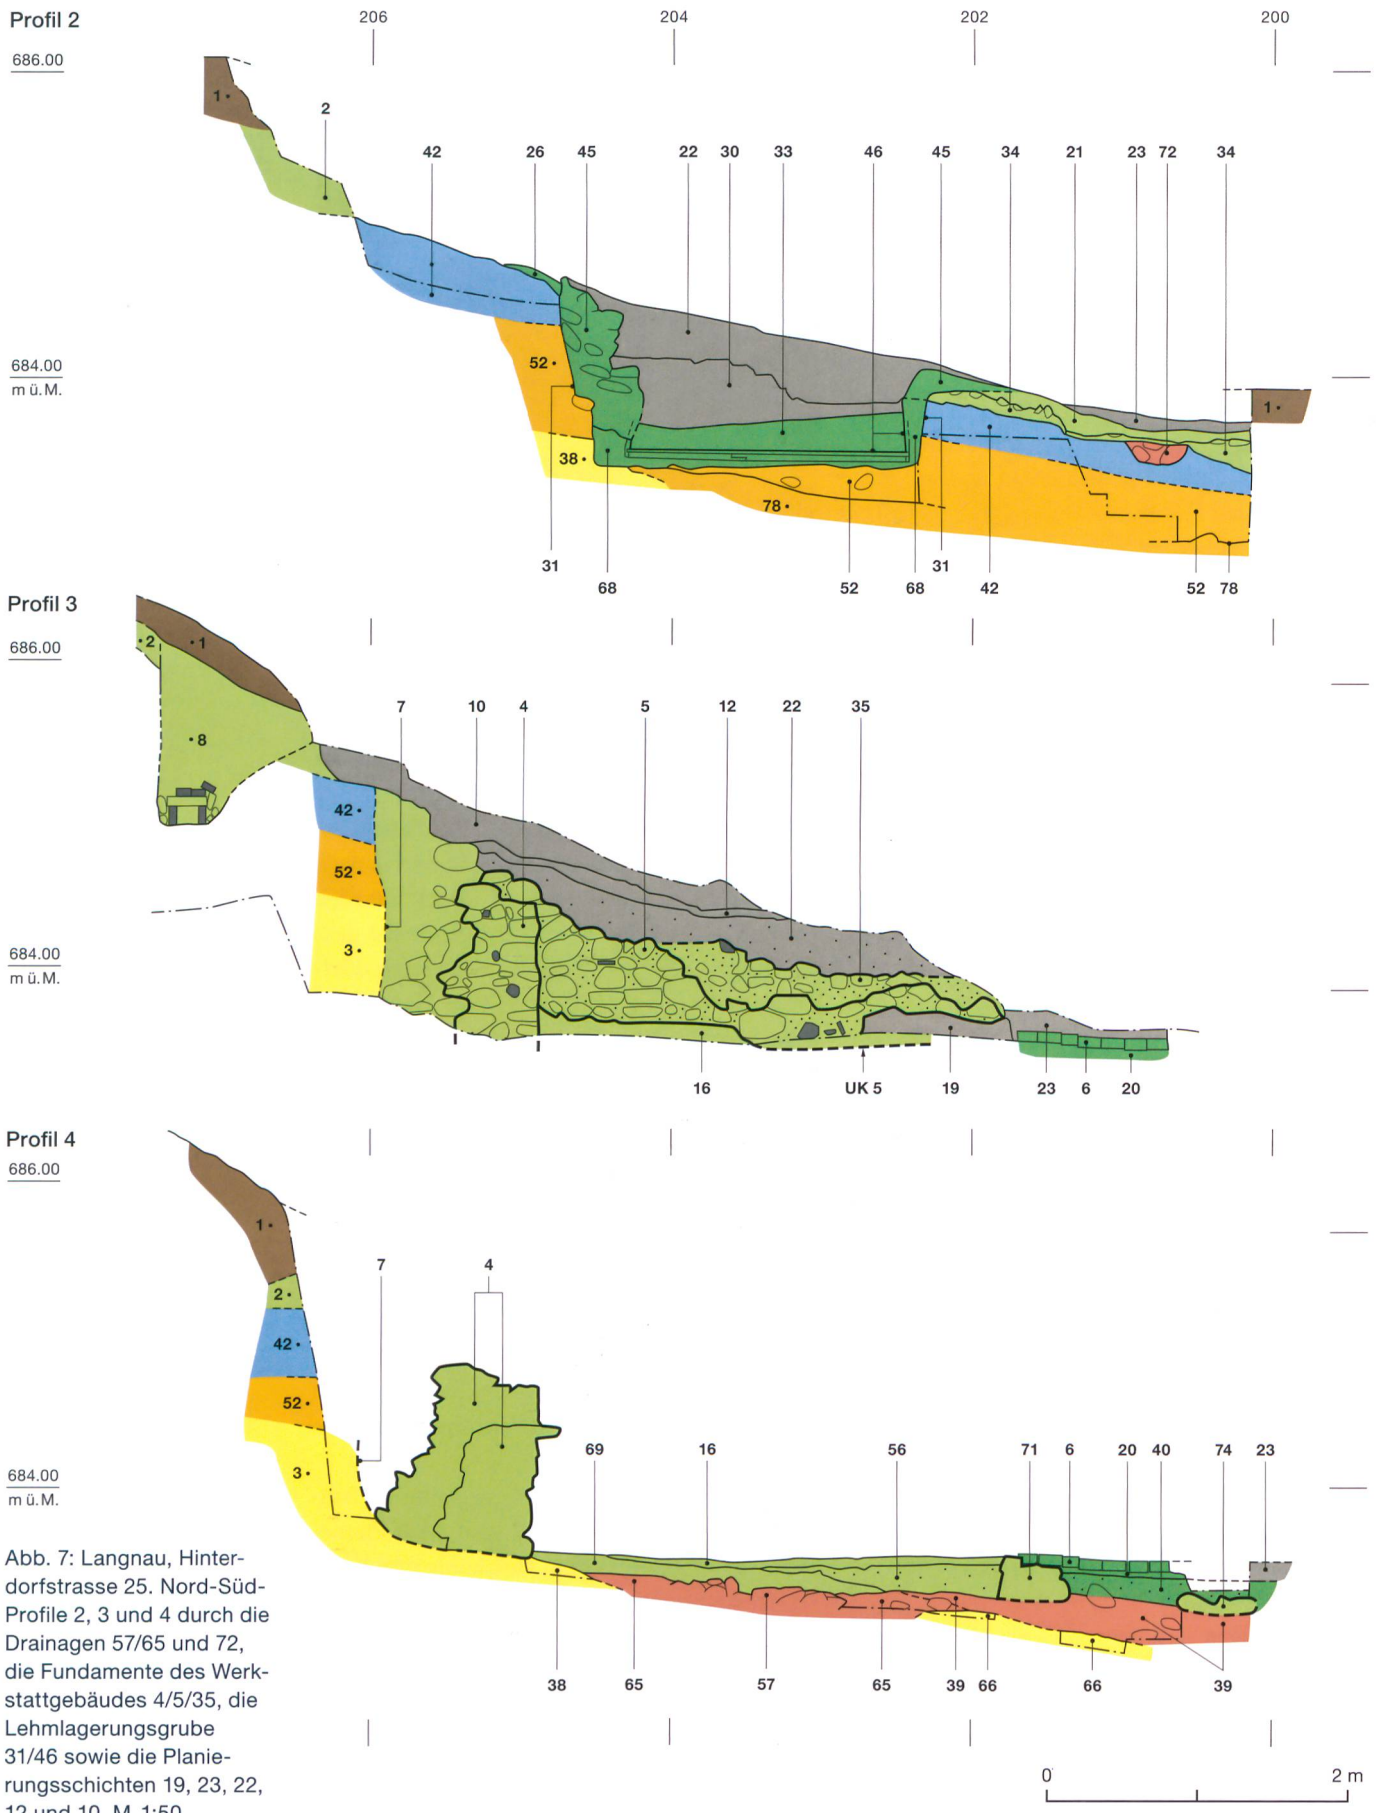 Profil 2
206 204 202 200
686.00
1
2
42 26 45 22 30 33 46 45 34 21 23 72 34
52
684.00
m ü.M.
1
38
78
31 31
68 52 68 42 52 78
Profil 3
2 1
686.00
7 10 4 5 12 22 35
8
42
52
3
684.00
m ü.M.
16 UK 5 19 23 6 20
Profil 4
686.00
1
7 4
2
42
52
69 16 56 71 6 20 40 74 23
3
684.00
m ü.M.
38 65 57 65 39 66 66 39
Abb. 7: Langnau, Hinter-
dorfstrasse 25. Nord-Süd-
Profile 2, 3 und 4 durch die
Drainagen 57/65 und 72,
die Fundamente des Werk-
stattgebäudes 4/5/35, die
Lehmlagerungsgrube
31/46 sowie die Planie-
rungsschichten 19, 23, 22,
12 und 10. M. 1:50.
0 2 m